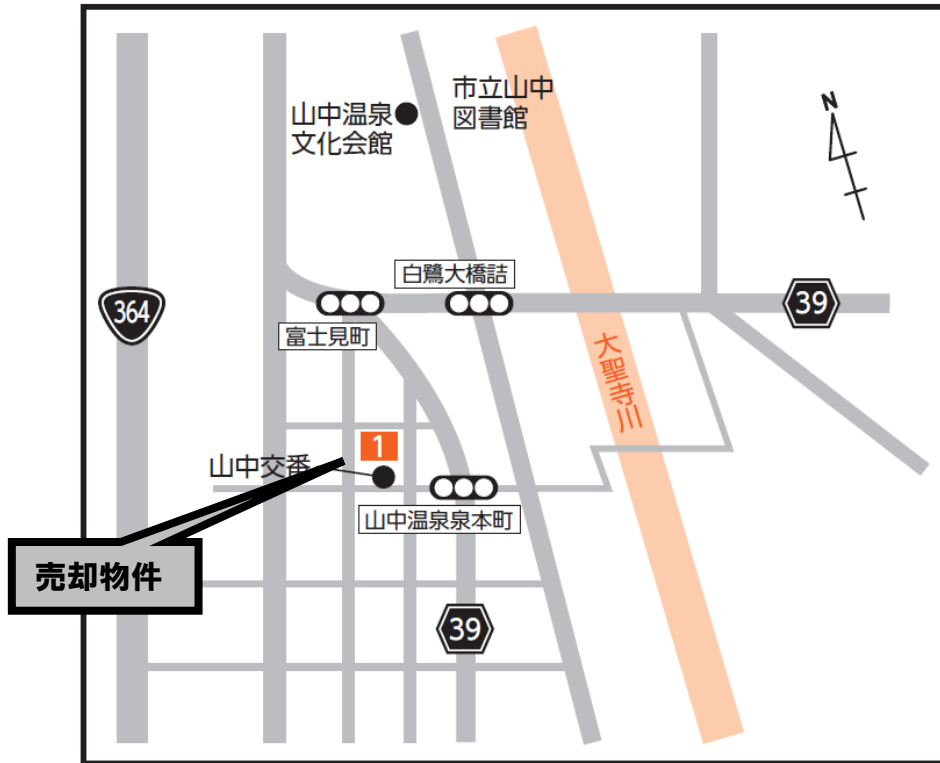 山中温泉
文化会館
市立山中
図書館
N
白鷺大橋詰
364
39
富士見町
大聖寺川
1
山中交番
山中温泉泉本町
売却物件
39